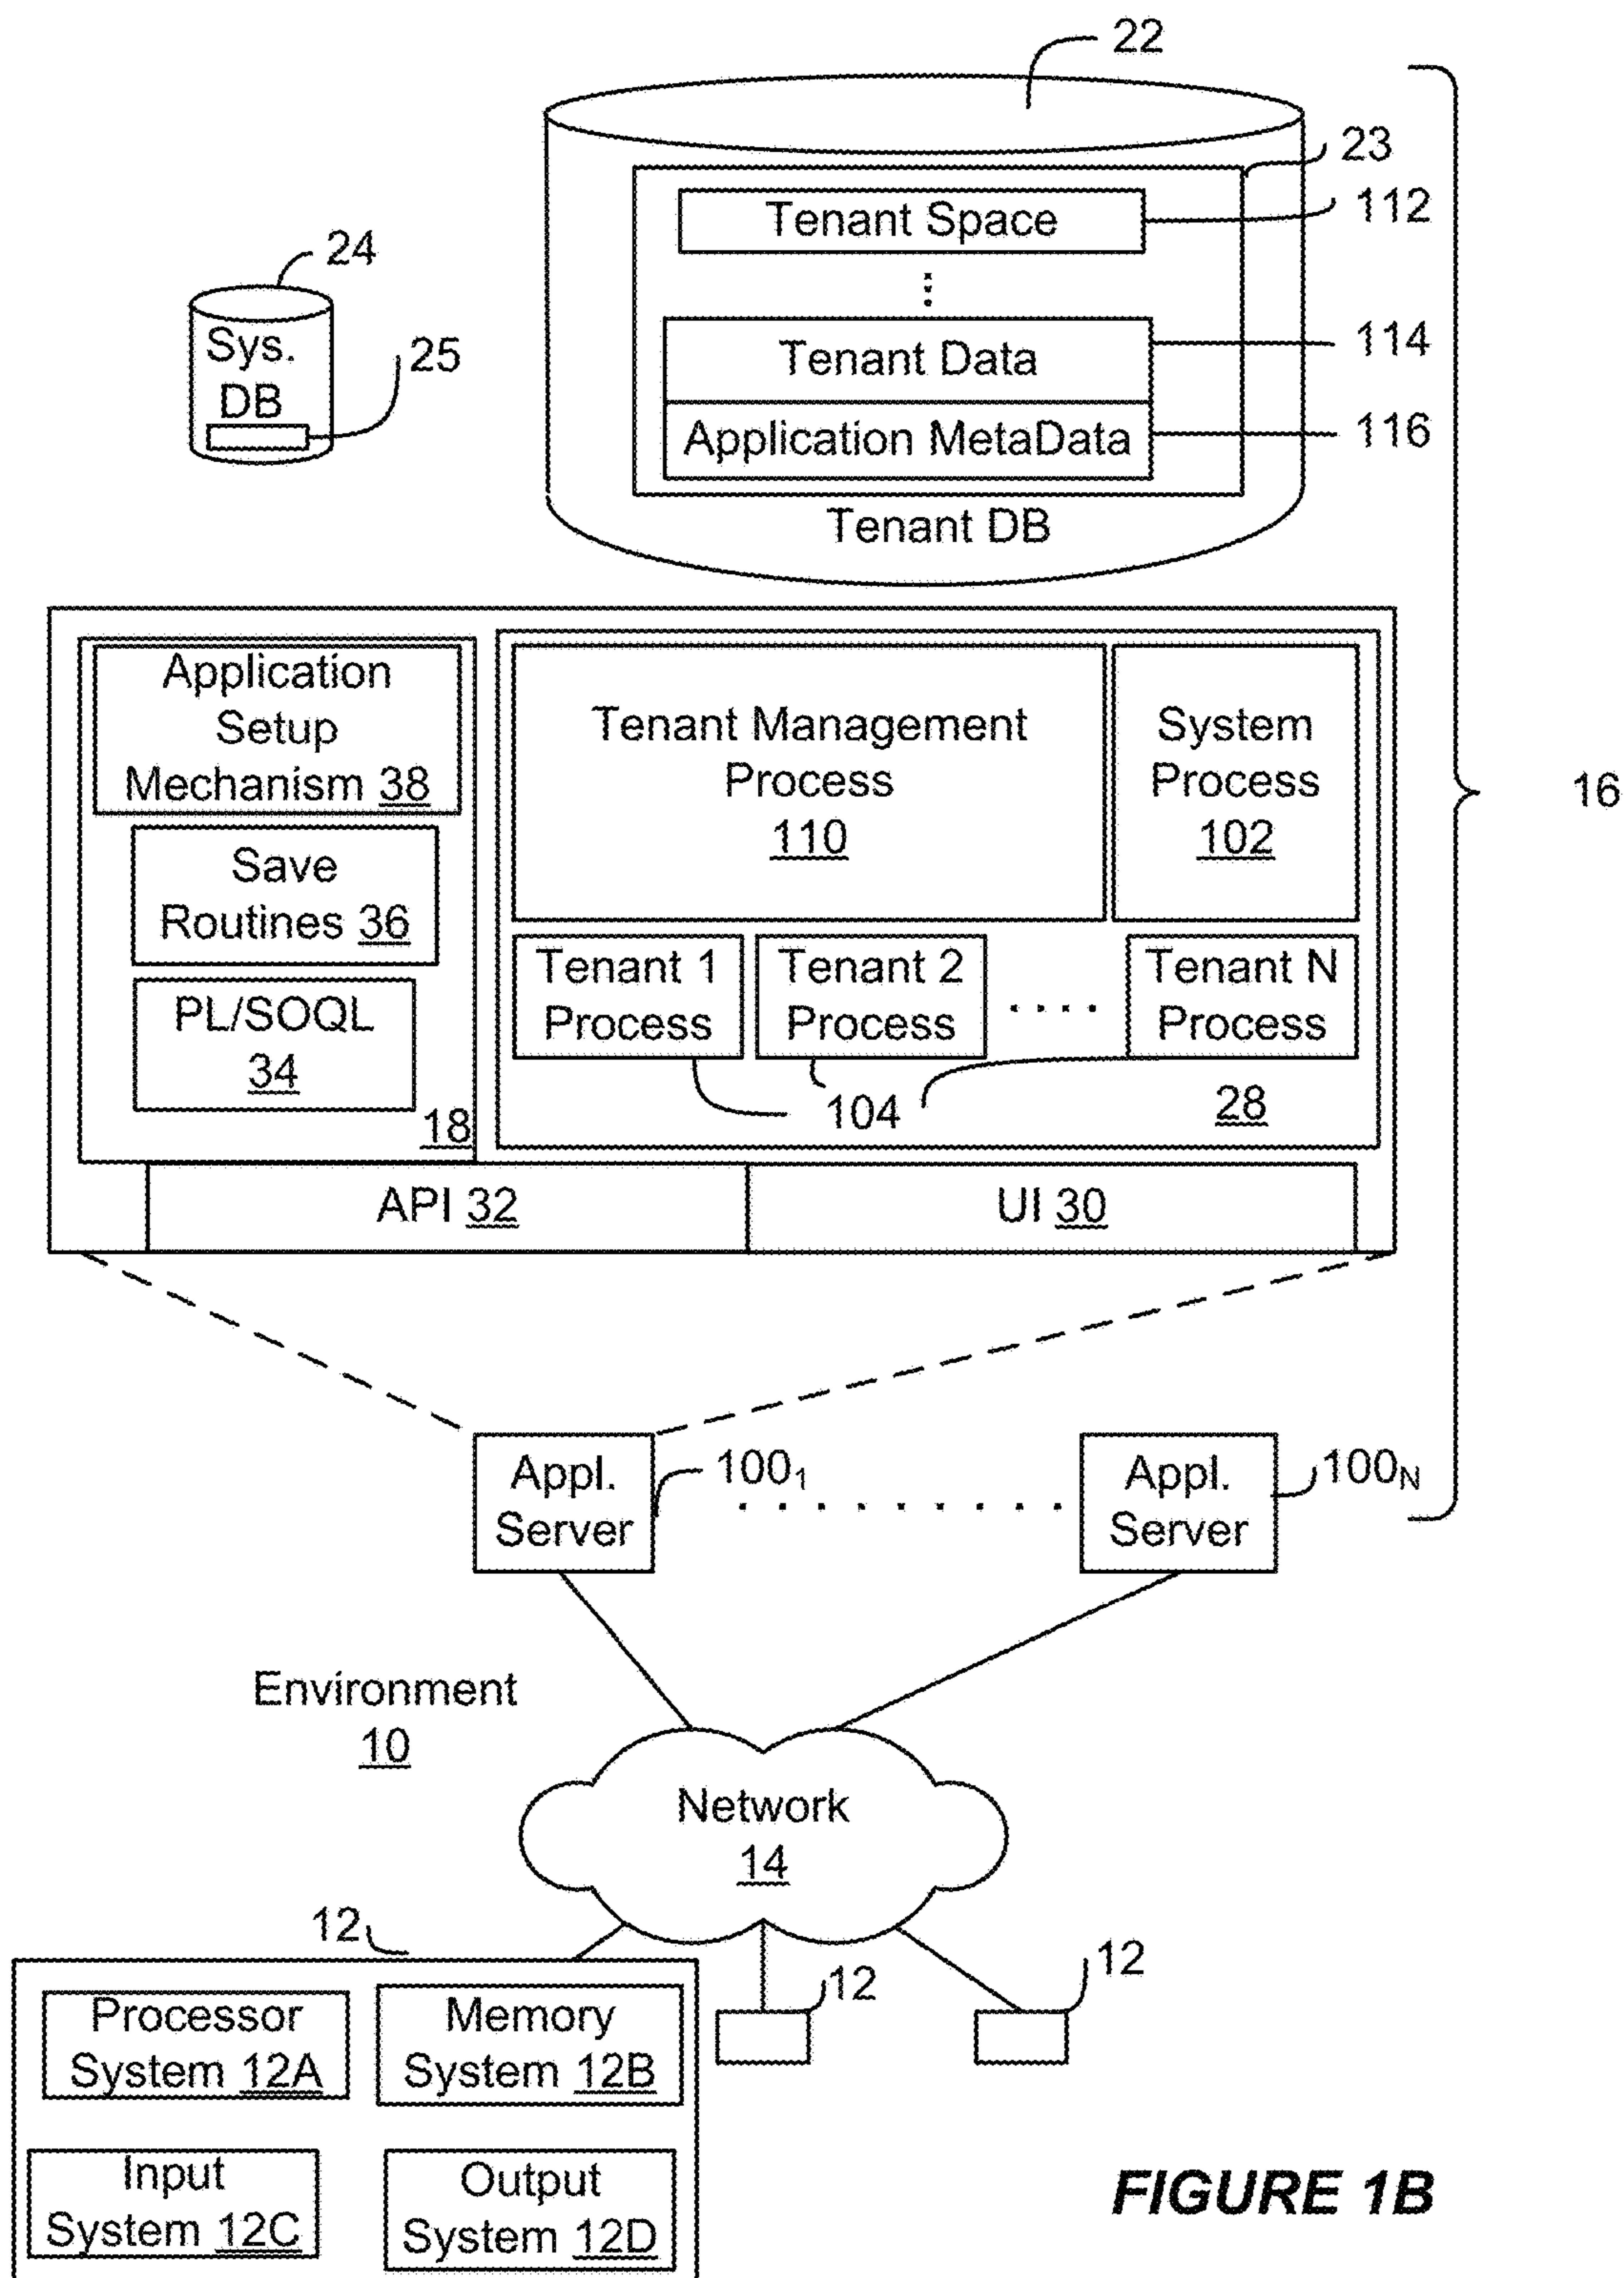 22
23
Tenant Space
112
24
Sys.
DB
25
Tenant Data
114
Application MetaData
116
Tenant DB
Application
Setup
Mechanism 38
Tenant Management
Process
110
System
Process
102
16
Save
Routines 36
PL/SOQL
34
18
Tenant 1
Process
Tenant 2
Process
Tenant N
Process
104
28
API 32
UI 30
Appl.
Server
100₁
Appl.
Server
100N
Environment
10
Network
14
12
12
12
Processor
System 12A
Memory
System 12B
Input
System 12C
Output
System 12D
FIGURE 1B